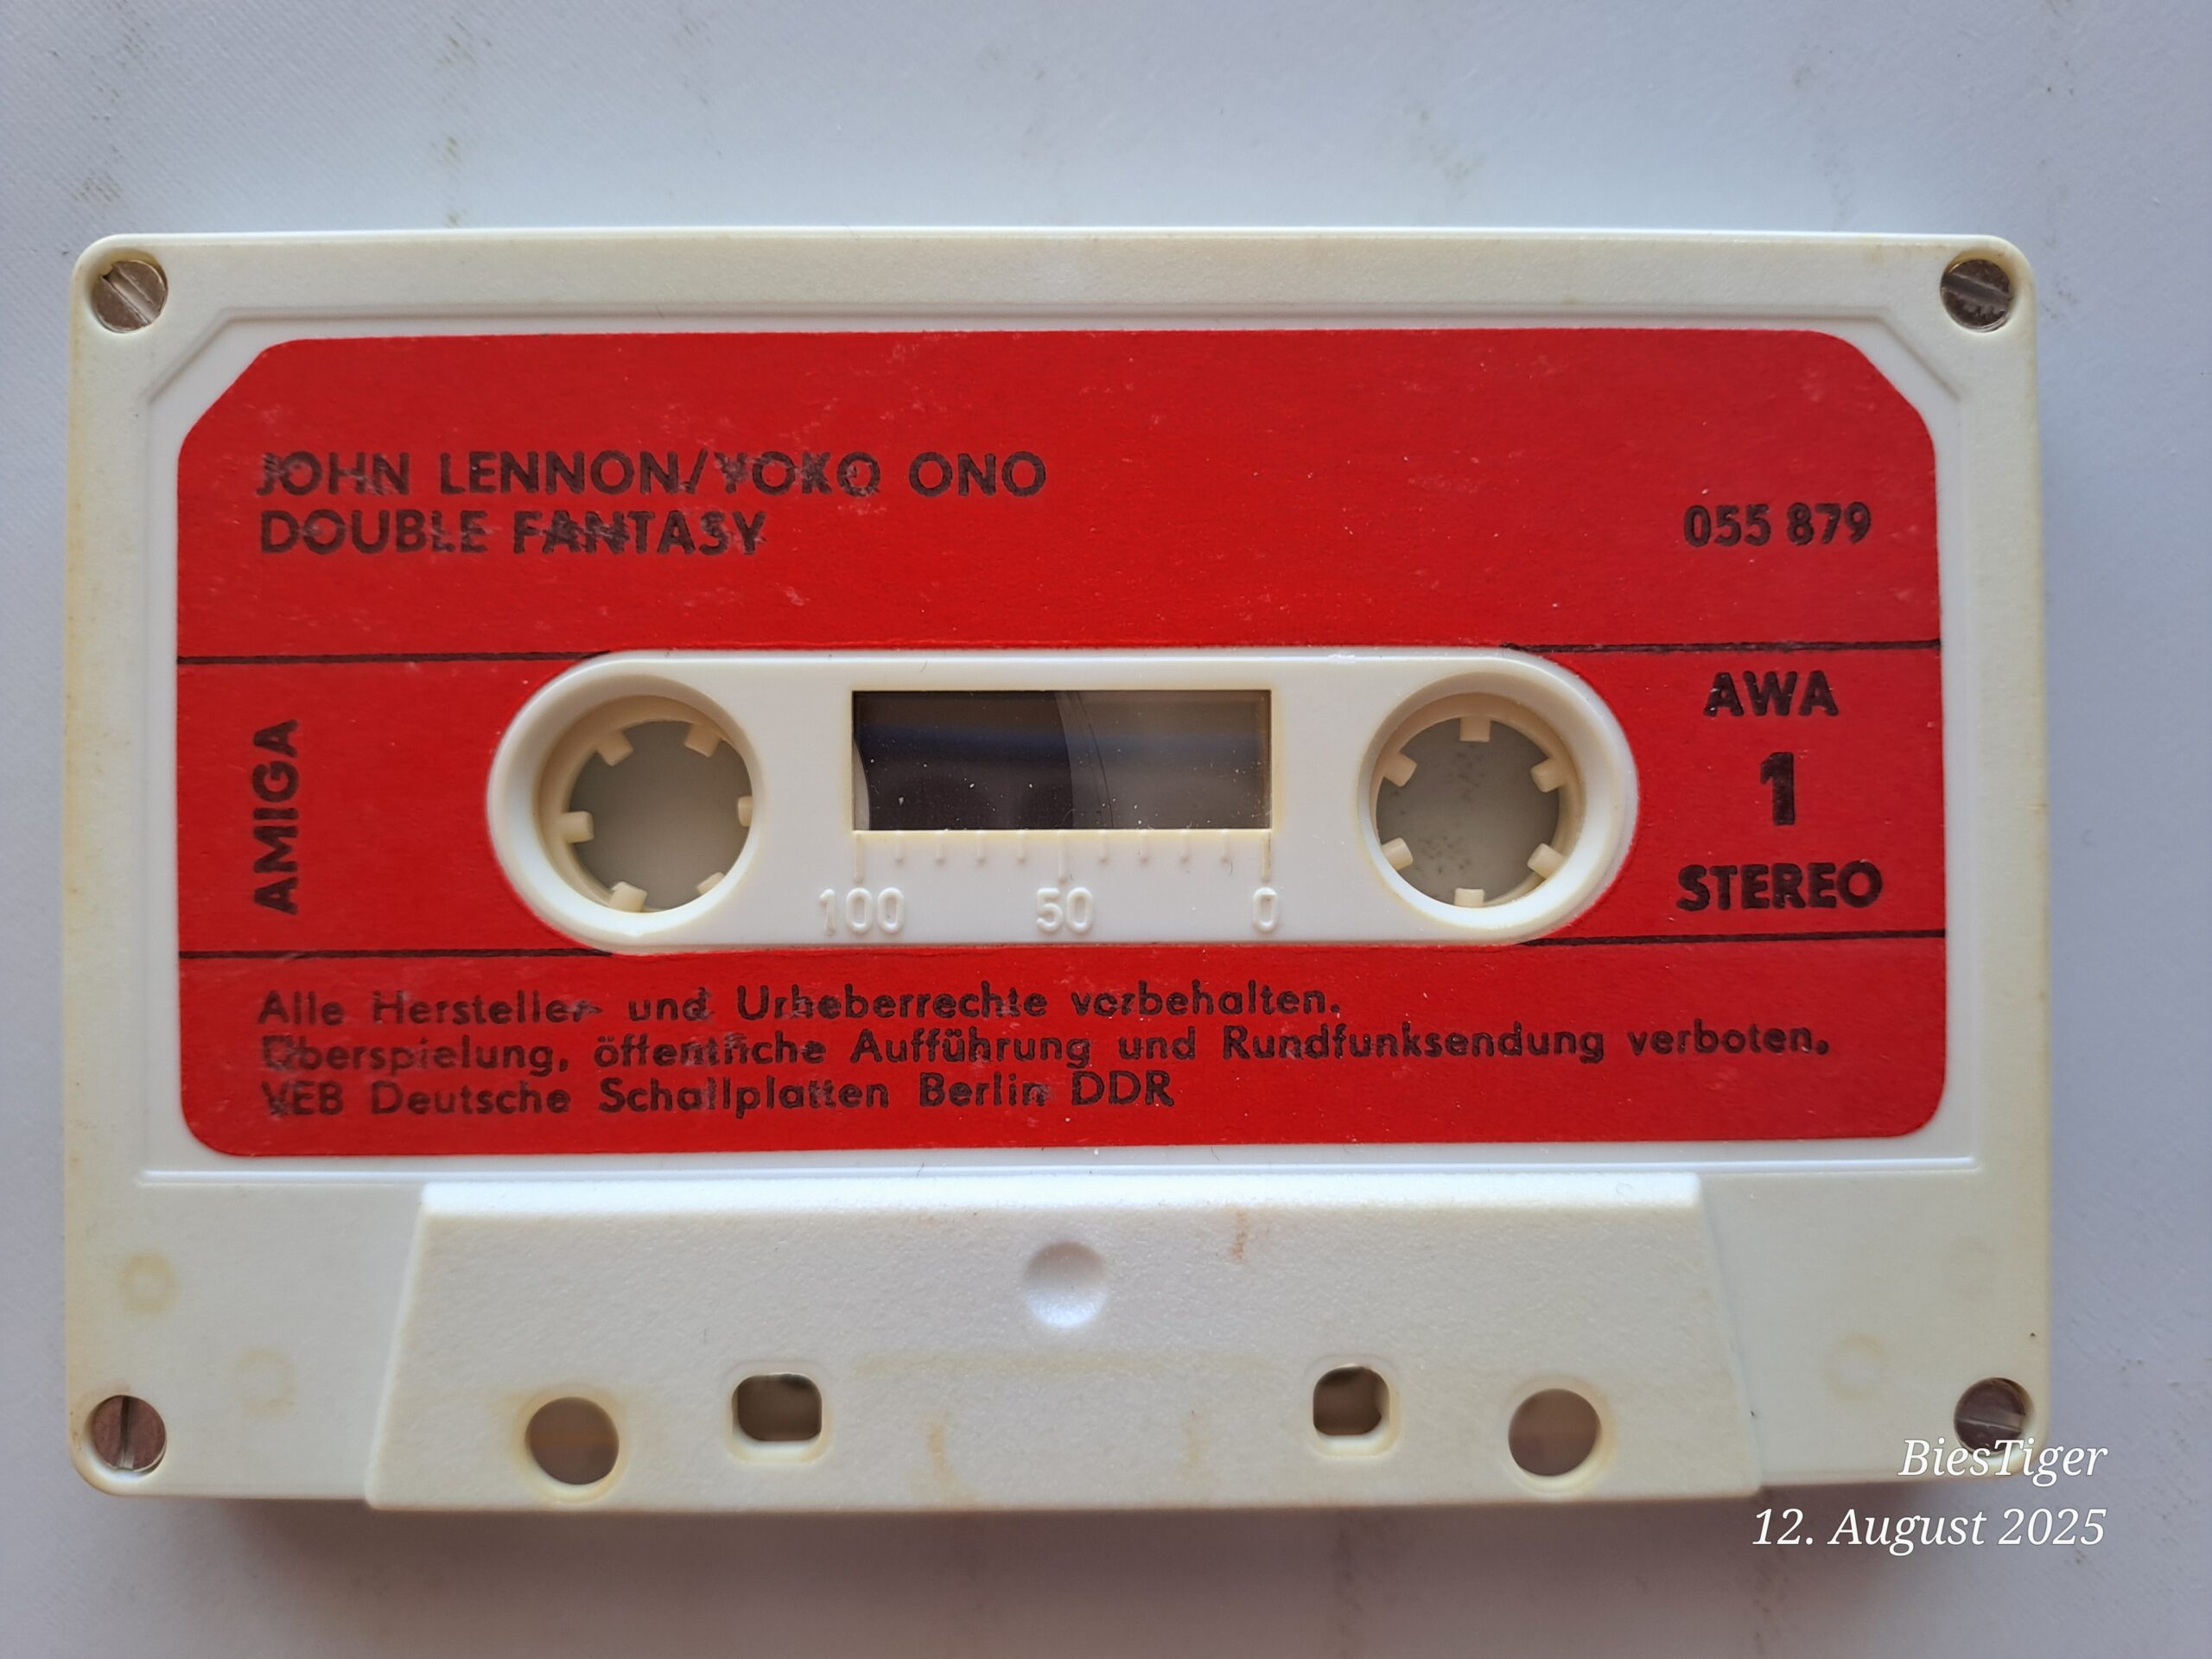 JOHN LENNON/YOKO ONO
DOUBLE FANTASY
055 879
AMIGA
AWA
1
STEREO
100 50 0
Alle Hersteller- und Urheberrechte vorbehalten.
Überspielung, öffentliche Aufführung und Rundfunksendung verboten.
VEB Deutsche Schallplatten Berlin DDR
BiesTiger
12. August 2025